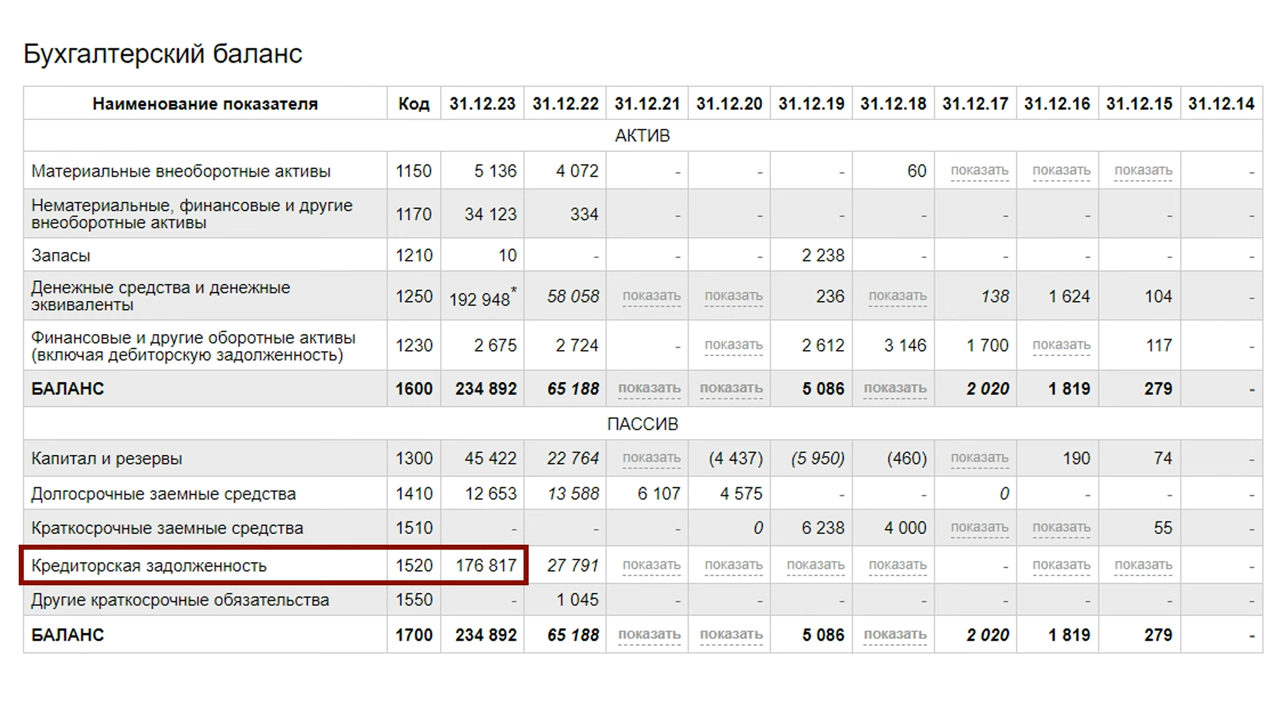 Бухгалтерский баланс
Наименование показателя Код 31.12.23 31.12.22 31.12.21 31.12.20 31.12.19 31.12.18 31.12.17 31.12.16 31.12.15 31.12.14
АКТИВ
Материальные внеоборотные активы 1150 5 136 4 072 - - - 60 показать показать показать -
Нематериальные, финансовые и другие
внеоборотные активы 1170 34 123 334 - - - - - - - -
Запасы 1210 10 - - - 2 238 - - - - -
Денежные средства и денежные
эквиваленты 1250 192 948* 58 058 показать показать 236 показать 138 1 624 104 -
Финансовые и другие оборотные активы
(включая дебиторскую задолженность) 1230 2 675 2 724 - показать 2 612 3 146 1 700 показать 117 -
БАЛАНС 1600 234 892 65 188 показать показать 5 086 показать 2 020 1 819 279 -
ПАССИВ
Капитал и резервы 1300 45 422 22 764 показать (4 437) (5 950) (460) показать 190 74 -
Долгосрочные заемные средства 1410 12 653 13 588 6 107 4 575 - - 0 - - -
Краткосрочные заемные средства 1510 - - - 0 6 238 4 000 показать показать 55 -
Кредиторская задолженность 1520 176 817 27 791 показать показать показать показать - показать показать -
Другие краткосрочные обязательства 1550 - 1 045 - - - - - - - -
БАЛАНС 1700 234 892 65 188 показать показать 5 086 показать 2 020 1 819 279 -